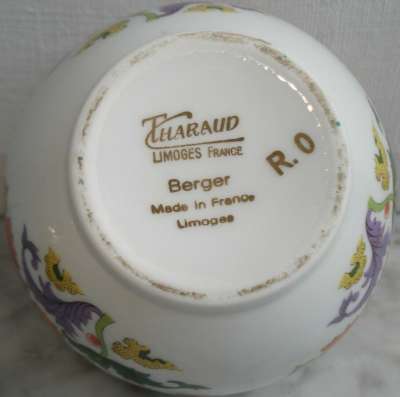 THARAUD
LIMOGES FRANCE
R.O
Berger
Made in France
Limoges